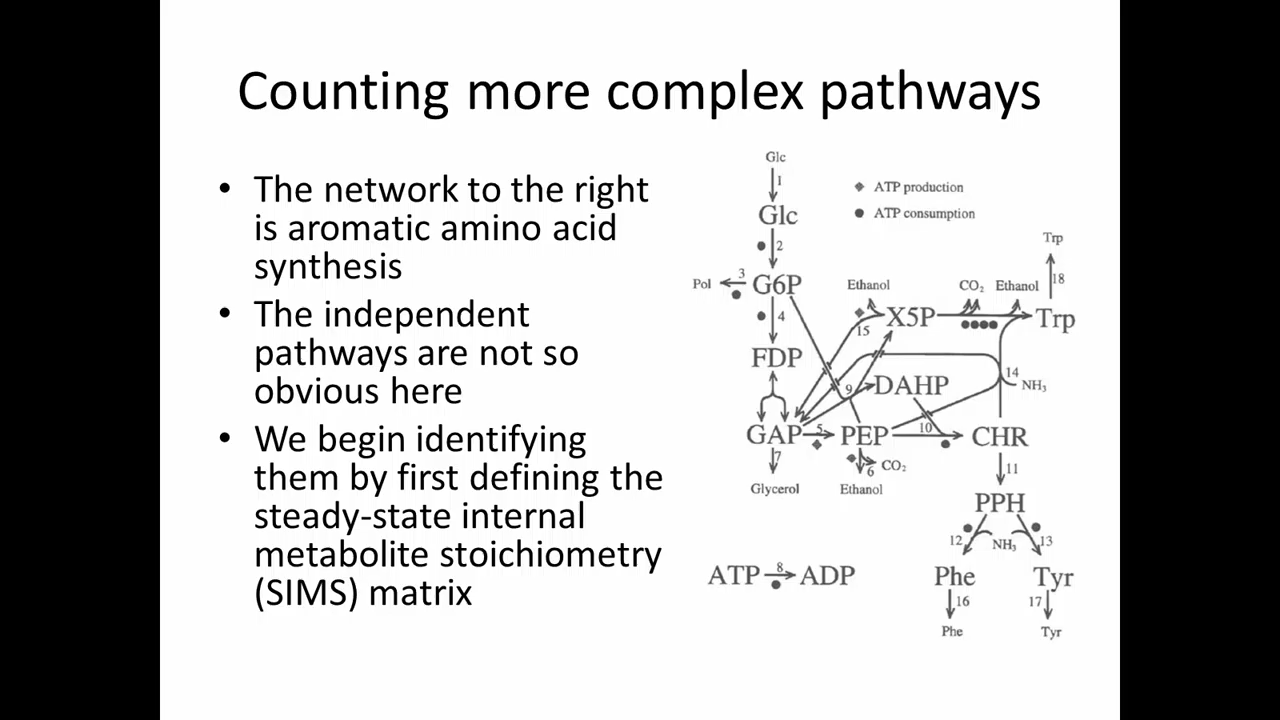 Counting more complex pathways
• The network to the right
is aromatic amino acid
synthesis
• The independent
pathways are not so
obvious here
• We begin identifying
them by first defining the
steady-state internal
metabolite stoichiometry
(SIMS) matrix
Glc
1
◆ ATP production
● ATP consumption
Glc
2
Trp
18
Pol
3
G6P
Ethanol
CO₂
Ethanol
4
15
X5P
Trp
FDP
14
NH₃
9
DAHP
GAP
5
PEP
10
CHR
7
6
CO₂
11
Glycerol
Ethanol
PPH
12
NH₃
13
ATP
8
ADP
Phe
Tyr
16
17
Phe
Tyr